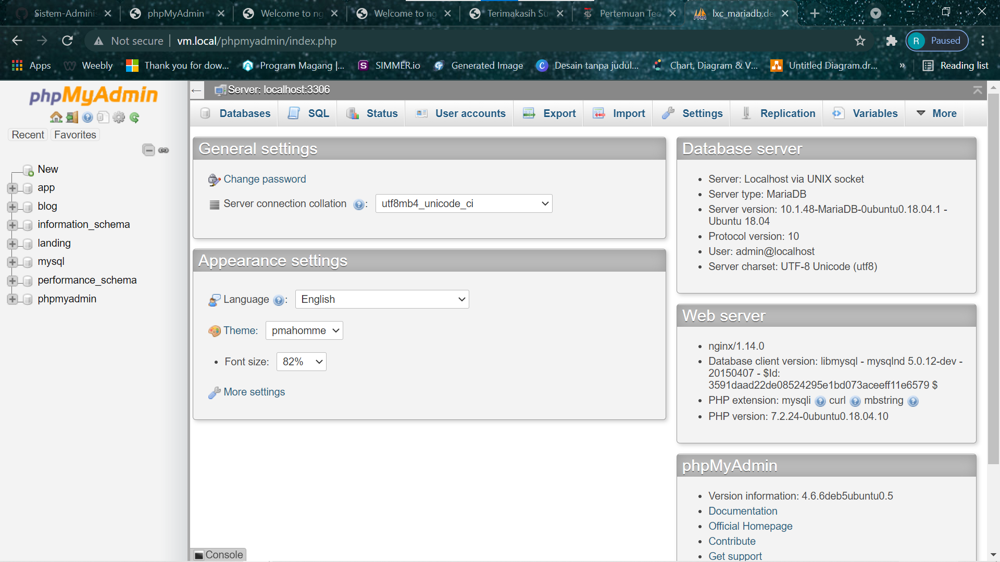 Sistem-Adminis
phpMyAdmin
Welcome to ng
Welcome to ng
Terimakasih Su
Pertemuan Tec
lxc_mariadb.de
Not secure
vm.local/phpmyadmin/index.php
R
Paused
Apps
Weebly
Thank you for dow...
Program Magang |...
SIMMER.io
Generated Image
Desain tanpa judul...
Chart, Diagram & V...
Untitled Diagram.dr...
»
Reading list
phpMyAdmin
Recent
Favorites
New
app
blog
information_schema
landing
mysql
performance_schema
phpmyadmin
Server: localhost:3306
Databases
SQL
Status
User accounts
Export
Import
Settings
Replication
Variables
More
General settings
Change password
Server connection collation :
utf8mb4_unicode_ci
Appearance settings
Language :
English
Theme:
pmahomme
• Font size:
82%
More settings
Database server
• Server: Localhost via UNIX socket
• Server type: MariaDB
• Server version: 10.1.48-MariaDB-0ubuntu0.18.04.1 -
Ubuntu 18.04
• Protocol version: 10
• User: admin@localhost
• Server charset: UTF-8 Unicode (utf8)
Web server
• nginx/1.14.0
• Database client version: libmysql - mysqlnd 5.0.12-dev -
20150407 - $Id:
3591daad22de08524295e1bd073aceeff11e6579 $
• PHP extension: mysqli curl mbstring
• PHP version: 7.2.24-0ubuntu0.18.04.10
phpMyAdmin
• Version information: 4.6.6deb5ubuntu0.5
• Documentation
• Official Homepage
• Contribute
• Get support
Console